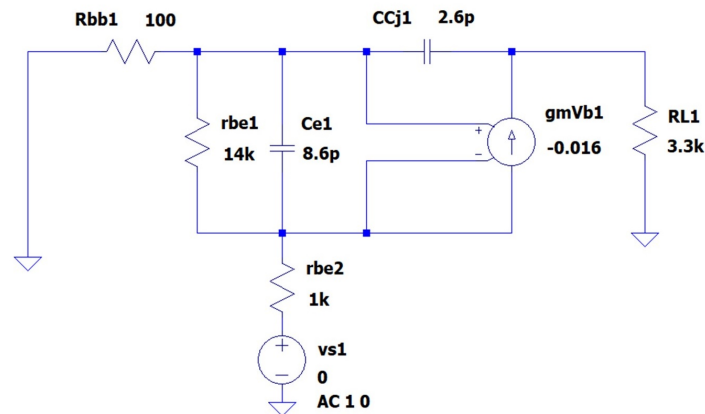 Rbb1 100
CCj1 2.6p
rbe1
14k
Ce1
8.6p
+
-
gmVb1
-0.016
RL1
3.3k
rbe2
1k
+
-
vs1
0
AC 1 0